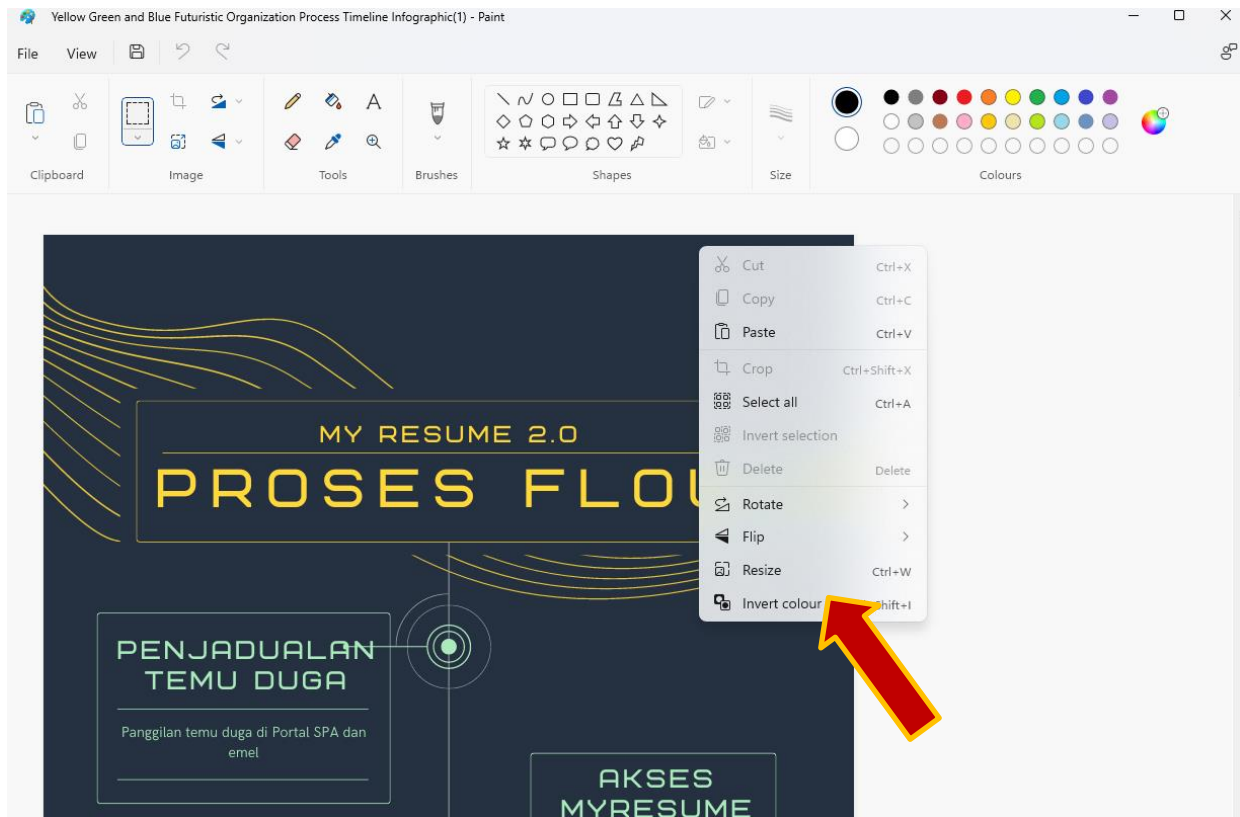 Yellow Green and Blue Futuristic Organization Process Timeline Infographic(1) - Paint
File View
Clipboard Image Tools Brushes Shapes Size Colours
Cut Ctrl+X
Copy Ctrl+C
Paste Ctrl+V
Crop Ctrl+Shift+X
Select all Ctrl+A
Invert selection
Delete Delete
Rotate
Flip
Resize Ctrl+W
Invert colour Shift+I
MY RESUME 2.0
PROSES
PENJADUALAN
TEMU DUGA
Panggilan temu duga di Portal SPA dan
emel
AKSES
MYRESUME